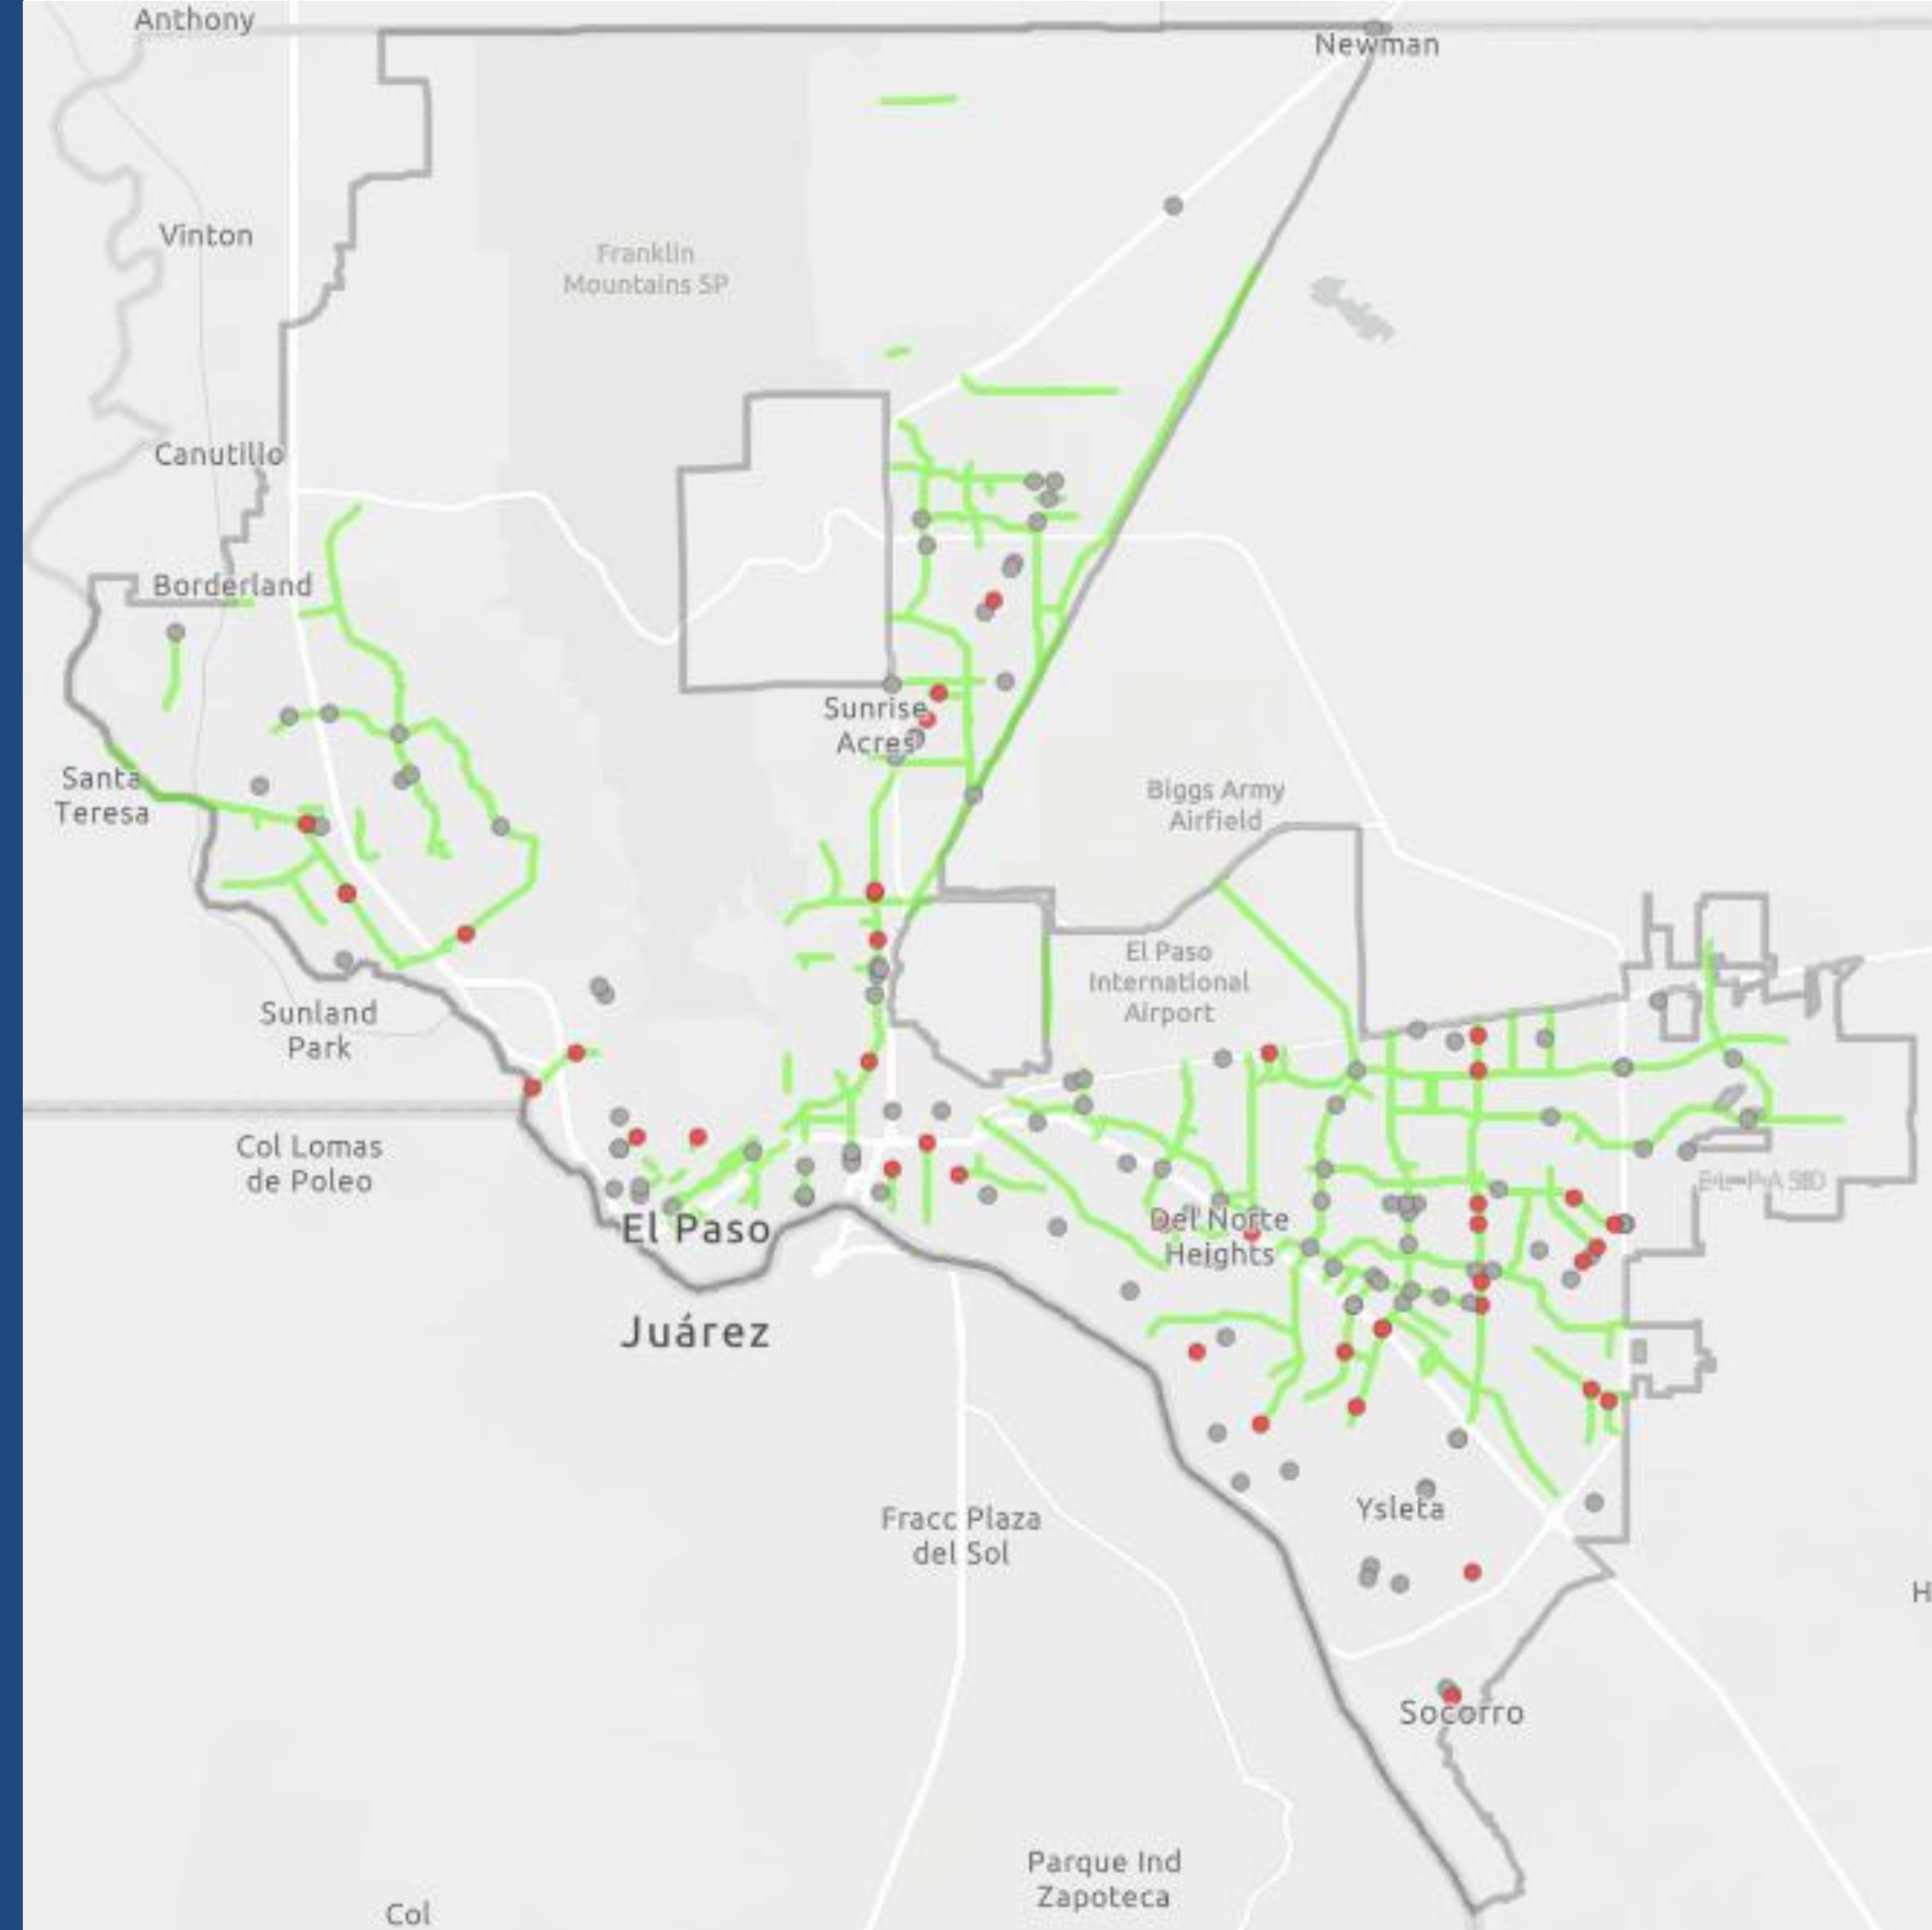 Anthony
Newman
Vinton
Franklin
Mountains SP
Canutillo
Borderland
Sunrise
Acres
Santa
Teresa
Biggs Army
Airfield
El Paso
International
Airport
Sunland
Park
Col Lomas
de Poleo
El Paso
Del Norte
Heights
Juárez
Ysleta
Fracc Plaza
del Sol
H
Socorro
Parque Ind
Zapoteca
Col